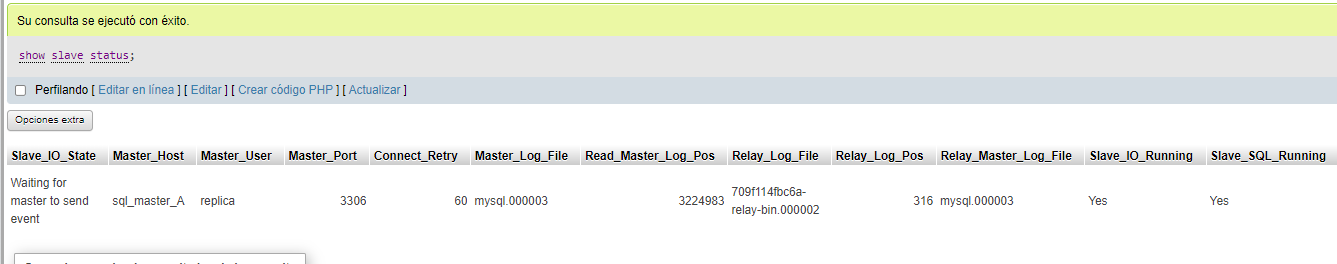 Su consulta se ejecutó con éxito.
show slave status;
Perfilando [ Editar en línea ] [ Editar ] [ Crear código PHP ] [ Actualizar ]
Opciones extra
Slave_IO_State Master_Host Master_User Master_Port Connect_Retry Master_Log_File Read_Master_Log_Pos Relay_Log_File Relay_Log_Pos Relay_Master_Log_File Slave_IO_Running Slave_SQL_Running
Waiting for
master to send
event
sql_master_A replica 3306 60 mysql.000003 3224983
709f114fbc6a-
relay-bin.000002
316 mysql.000003 Yes Yes